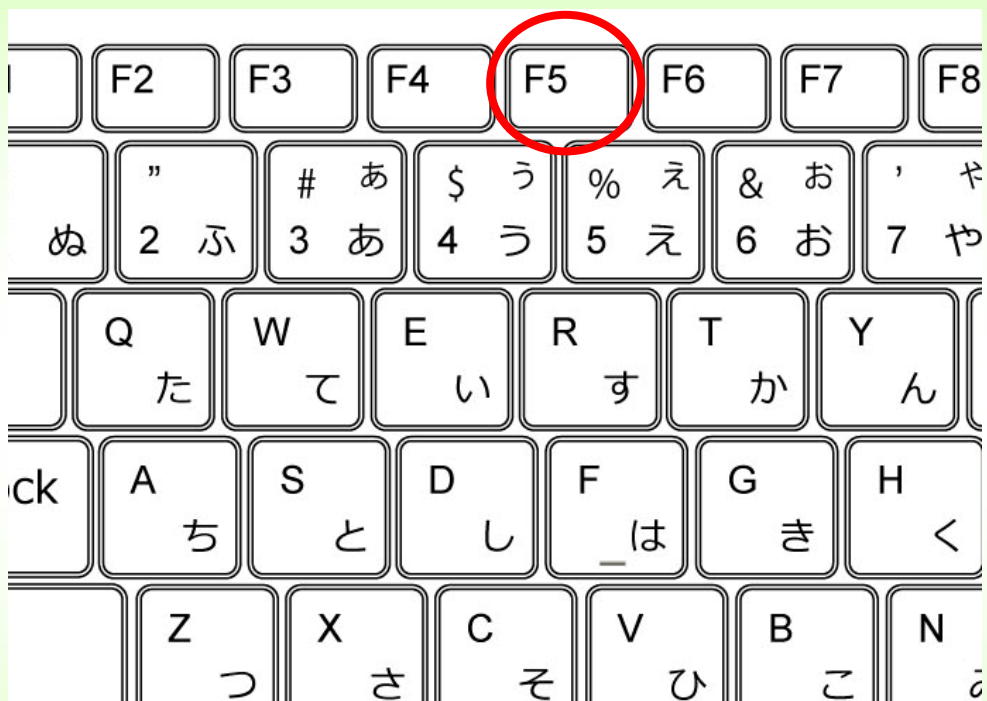 F2 F3 F4 F5 F6 F7 F8
" # あ $ う % え & お ' や
ぬ 2 ふ 3 あ 4 う 5 え 6 お 7 や
Q W E R T Y
た て い す か ん
ck A S D F G H
ち と し _は き く
Z X C V B N
つ さ そ ひ こ